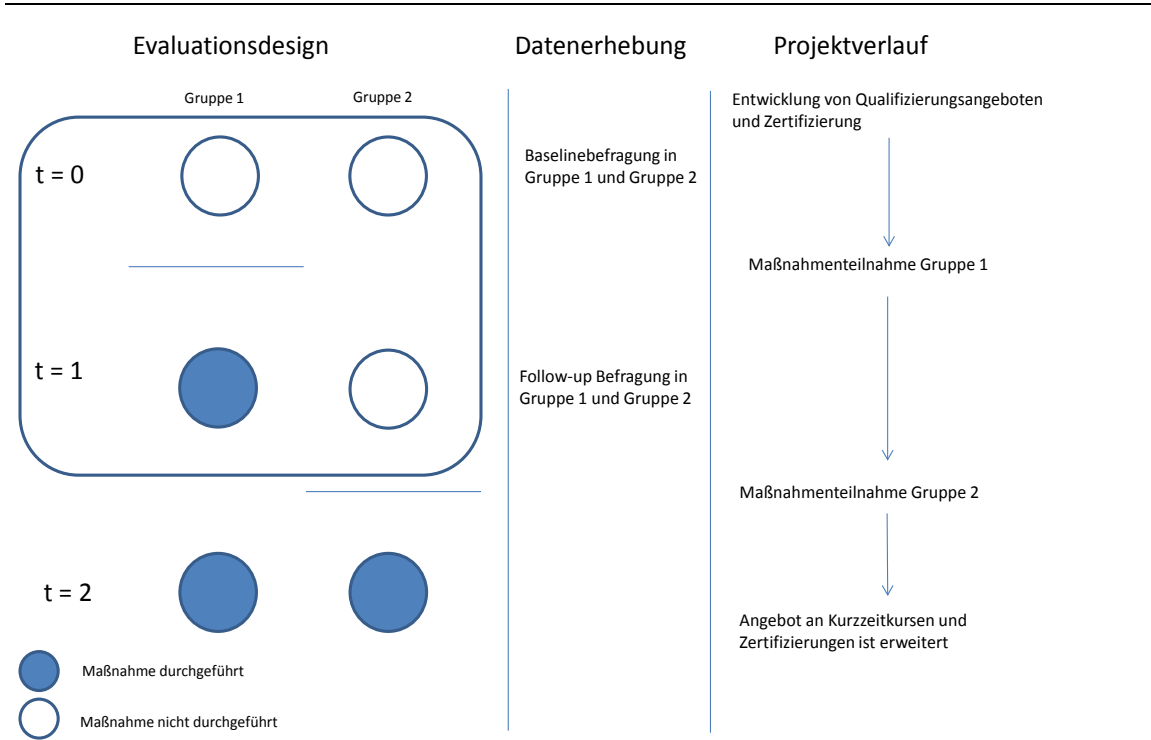 Evaluationsdesign
Datenerhebung
Projektverlauf
Gruppe 1
Gruppe 2
Entwicklung von Qualifizierungsangeboten
und Zertifizierung
t = 0
Baselinebefragung in
Gruppe 1 und Gruppe 2
Maßnahmenteilnahme Gruppe 1
t = 1
Follow-up Befragung in
Gruppe 1 und Gruppe 2
Maßnahmenteilnahme Gruppe 2
t = 2
Angebot an Kurzzeitkursen und
Zertifizierungen ist erweitert
Maßnahme durchgeführt
Maßnahme nicht durchgeführt